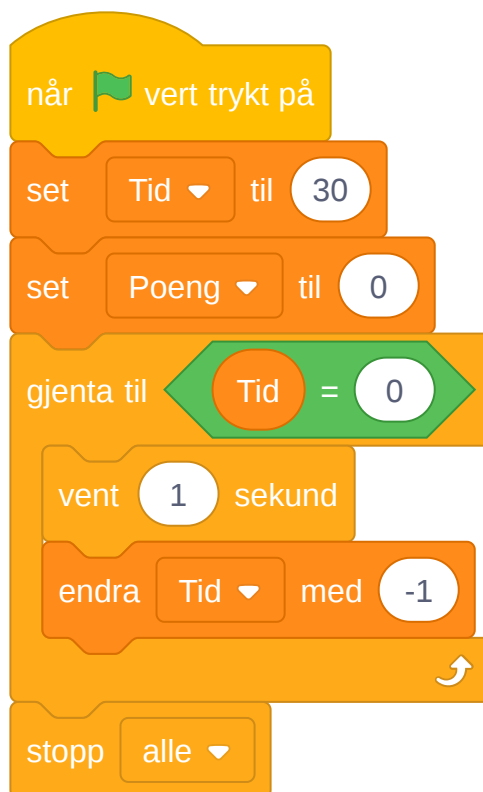 når vert trykt på
set Tid til 30
set Poeng til 0
gjenta til Tid = 0
vent 1 sekund
endra Tid med -1
stopp alle